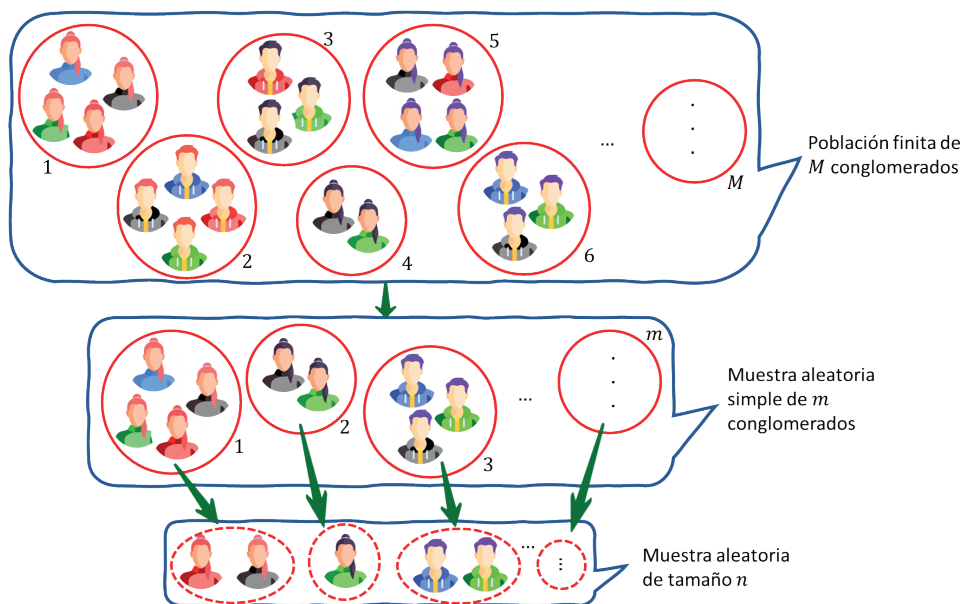 3
5
1
...
M
2
4
6
Población finita de
M conglomerados
m
1
2
...
3
Muestra aleatoria
simple de m
conglomerados
...
Muestra aleatoria
de tamaño n